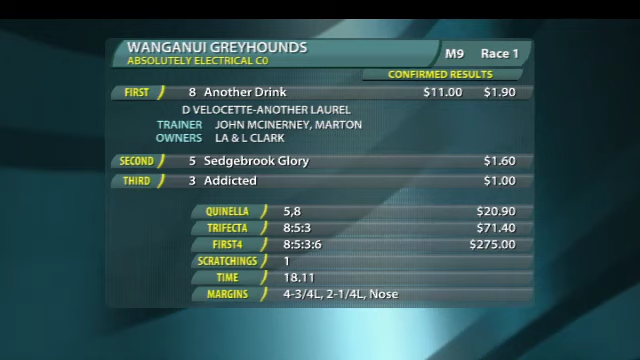 WANGANUI GREYHOUNDS
ABSOLUTELY ELECTRICAL CO
M9 Race 1
CONFIRMED RESULTS
FIRST 8 Another Drink $11.00 $1.90
D VELOCETTE-ANOTHER LAUREL
TRAINER JOHN MCINERNEY, MARTON
OWNERS LA & L CLARK
SECOND 5 Sedgebrook Glory $1.60
THIRD 3 Addicted $1.00
QUINELLA 5,8 $20.90
TRIFECTA 8:5:3 $71.40
FIRST4 8:5:3:6 $275.00
SCRATCHINGS 1
TIME 18.11
MARGINS 4-3/4L, 2-1/4L, Nose